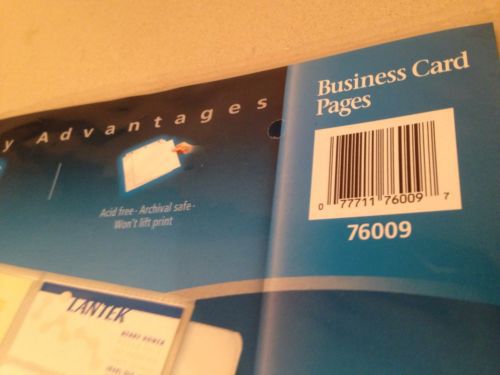 Business Card
Pages
y Advantages
Acid free - Archival safe -
Won't lift print
0 77711 76009 7
76009
LANTEK